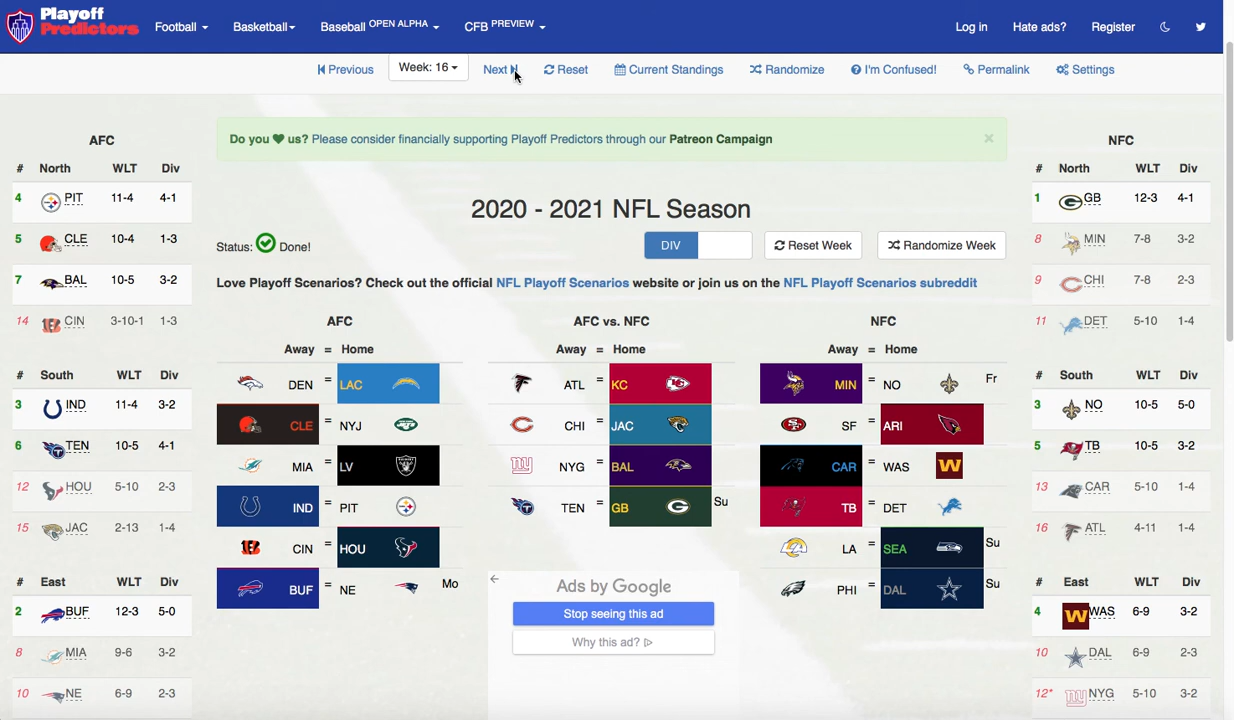 Playoff Predictors Football Basketball Baseball OPEN ALPHA CFB PREVIEW Log in Hate ads? Register
Previous Week: 16 Next Reset Current Standings Randomize I'm Confused! Permalink Settings
Do you us? Please consider financially supporting Playoff Predictors through our Patreon Campaign ×
2020 - 2021 NFL Season
Status: Done! DIV Reset Week Randomize Week
Love Playoff Scenarios? Check out the official NFL Playoff Scenarios website or join us on the NFL Playoff Scenarios subreddit
AFC
# North WLT Div
4 PIT 11-4 4-1
5 CLE 10-4 1-3
7 BAL 10-5 3-2
14 CIN 3-10-1 1-3
# South WLT Div
3 IND 11-4 3-2
6 TEN 10-5 4-1
12 HOU 5-10 2-3
15 JAC 2-13 1-4
# East WLT Div
2 BUF 12-3 5-0
8 MIA 9-6 3-2
10 NE 6-9 2-3
AFC
Away = Home
DEN = LAC
CLE = NYJ
MIA = LV
IND = PIT
CIN = HOU
BUF = NE Mo
AFC vs. NFC
Away = Home
ATL = KC
CHI = JAC
NYG = BAL
TEN = GB Su
Ads by Google
Stop seeing this ad
Why this ad?
NFC
Away = Home
MIN = NO Fr
SF = ARI
CAR = WAS
TB = DET
LA = SEA Su
PHI = DAL Su
NFC
# North WLT Div
1 GB 12-3 4-1
8 MIN 7-8 3-2
9 CHI 7-8 2-3
11 DET 5-10 1-4
# South WLT Div
3 NO 10-5 5-0
5 TB 10-5 3-2
13 CAR 5-10 1-4
16 ATL 4-11 1-4
# East WLT Div
4 WAS 6-9 3-2
10 DAL 6-9 2-3
12* NYG 5-10 3-2